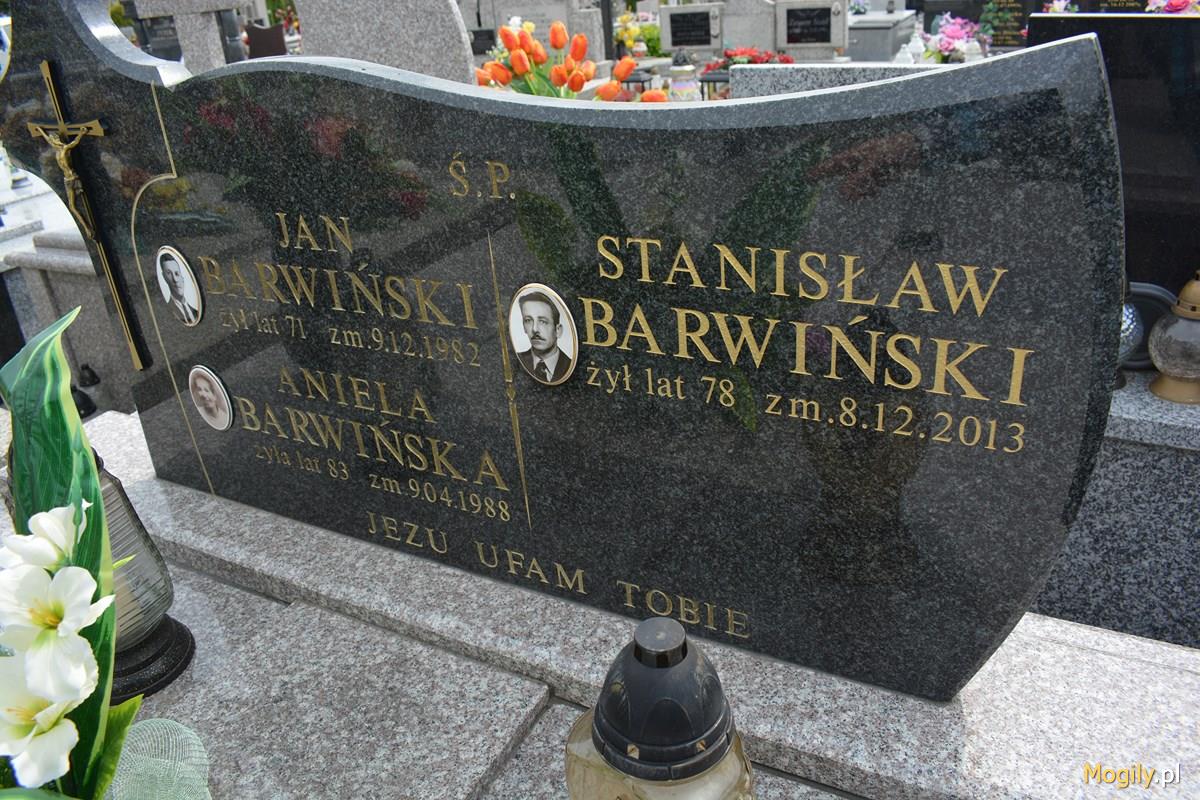 Ś.P.
JAN
BARWIŃSKI
żył lat 71 zm 9.12.1982
ANIELA
BARWIŃSKA
żyła lat 83 zm 9.04.1988
STANISŁAW
BARWIŃSKI
żył lat 78 zm.8.12.2013
JEZU UFAM TOBIE
Mogily.pl